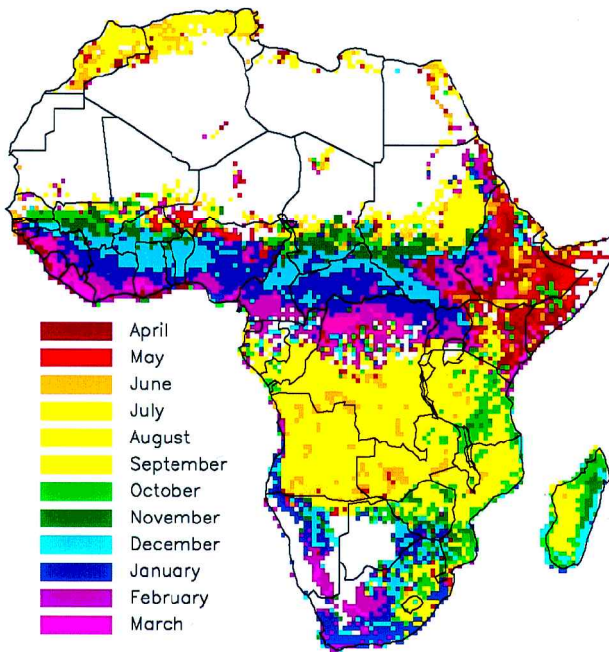 April
May
June
July
August
September
October
November
December
January
February
March